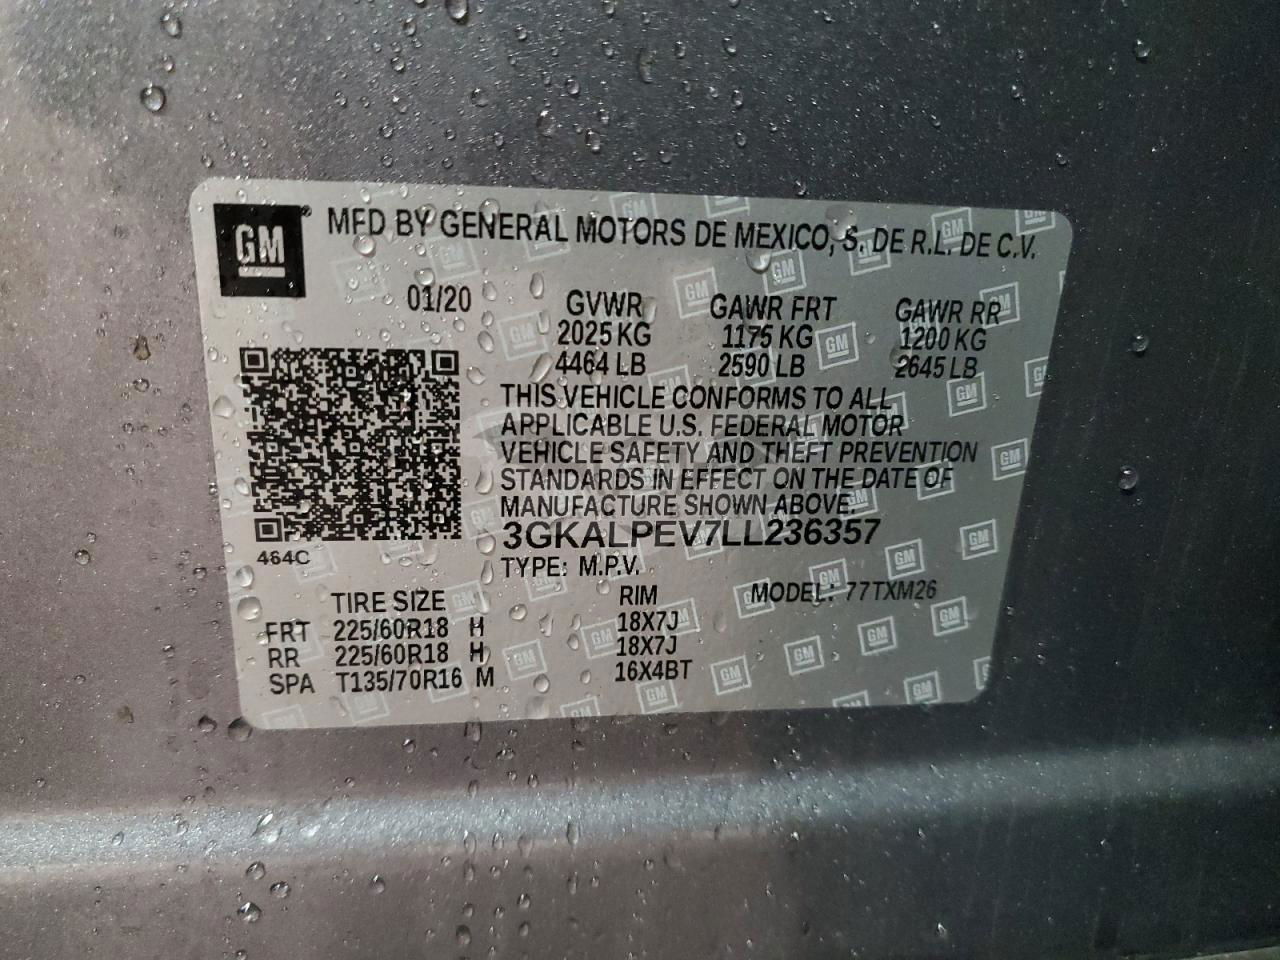 GM® MFD BY GENERAL MOTORS DE MEXICO, S. DE R.L. DE C.V.
01/20 GVWR GAWR FRT GAWR RR
2025 KG 1175 KG 1200 KG
4464 LB 2590 LB 2645 LB
THIS VEHICLE CONFORMS TO ALL
APPLICABLE U.S. FEDERAL MOTOR
VEHICLE SAFETY AND THEFT PREVENTION
STANDARDS IN EFFECT ON THE DATE OF
MANUFACTURE SHOWN ABOVE.
3GKALPEV7LL236357
464C TYPE: M.P.V.
TIRE SIZE RIM MODEL: 77TXM26
FRT 225/60R18 H 18X7J
RR 225/60R18 H 18X7J
SPA T135/70R16 M 16X4BT